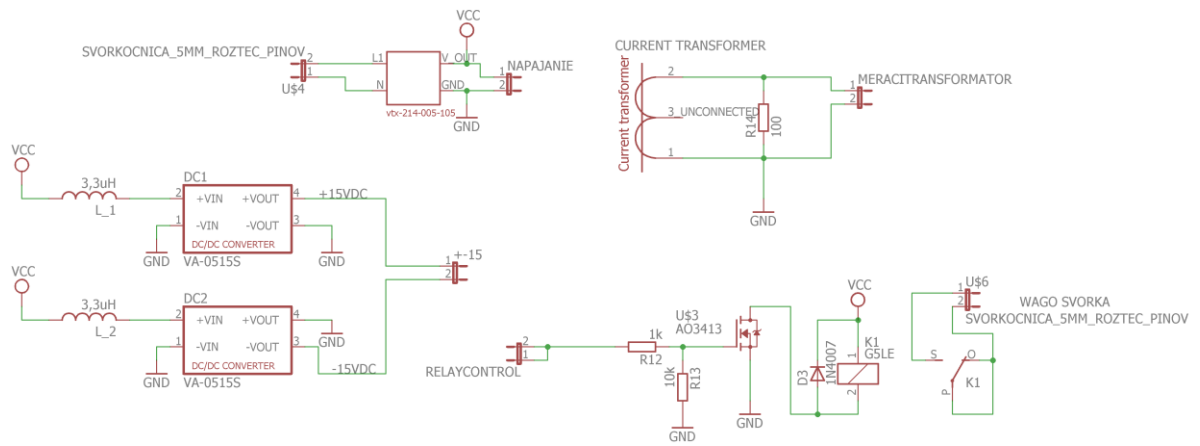 VCC
SVORKOCNICA_5MM_ROZTEC_PINOV
2
1
U$4
L1
N
V_OUT
GND
vtx-214-005-105
1
2
NAPAJANIE
GND
CURRENT TRANSFORMER
Current transformer
2
3_UNCONNECTED
1
R14
100
1
2
MERACITRANSFORMATOR
GND
VCC
3,3uH
L_1
DC1
2
+VIN
+VOUT
4
+15VDC
1
-VIN
-VOUT
3
DC/DC CONVERTER
VA-0515S
GND
GND
+-15
1
2
VCC
3,3uH
L_2
DC2
2
+VIN
+VOUT
4
GND
1
-VIN
-VOUT
3
-15VDC
DC/DC CONVERTER
VA-0515S
GND
RELAYCONTROL
2
1
1k
R12
10k
R13
GND
U$3
AO3413
GND
VCC
D3
1N4007
K1
G5LE
1
2
U$6
1
2
WAGO SVORKA
SVORKOCNICA_5MM_ROZTEC_PINOV
S
O
P
K1